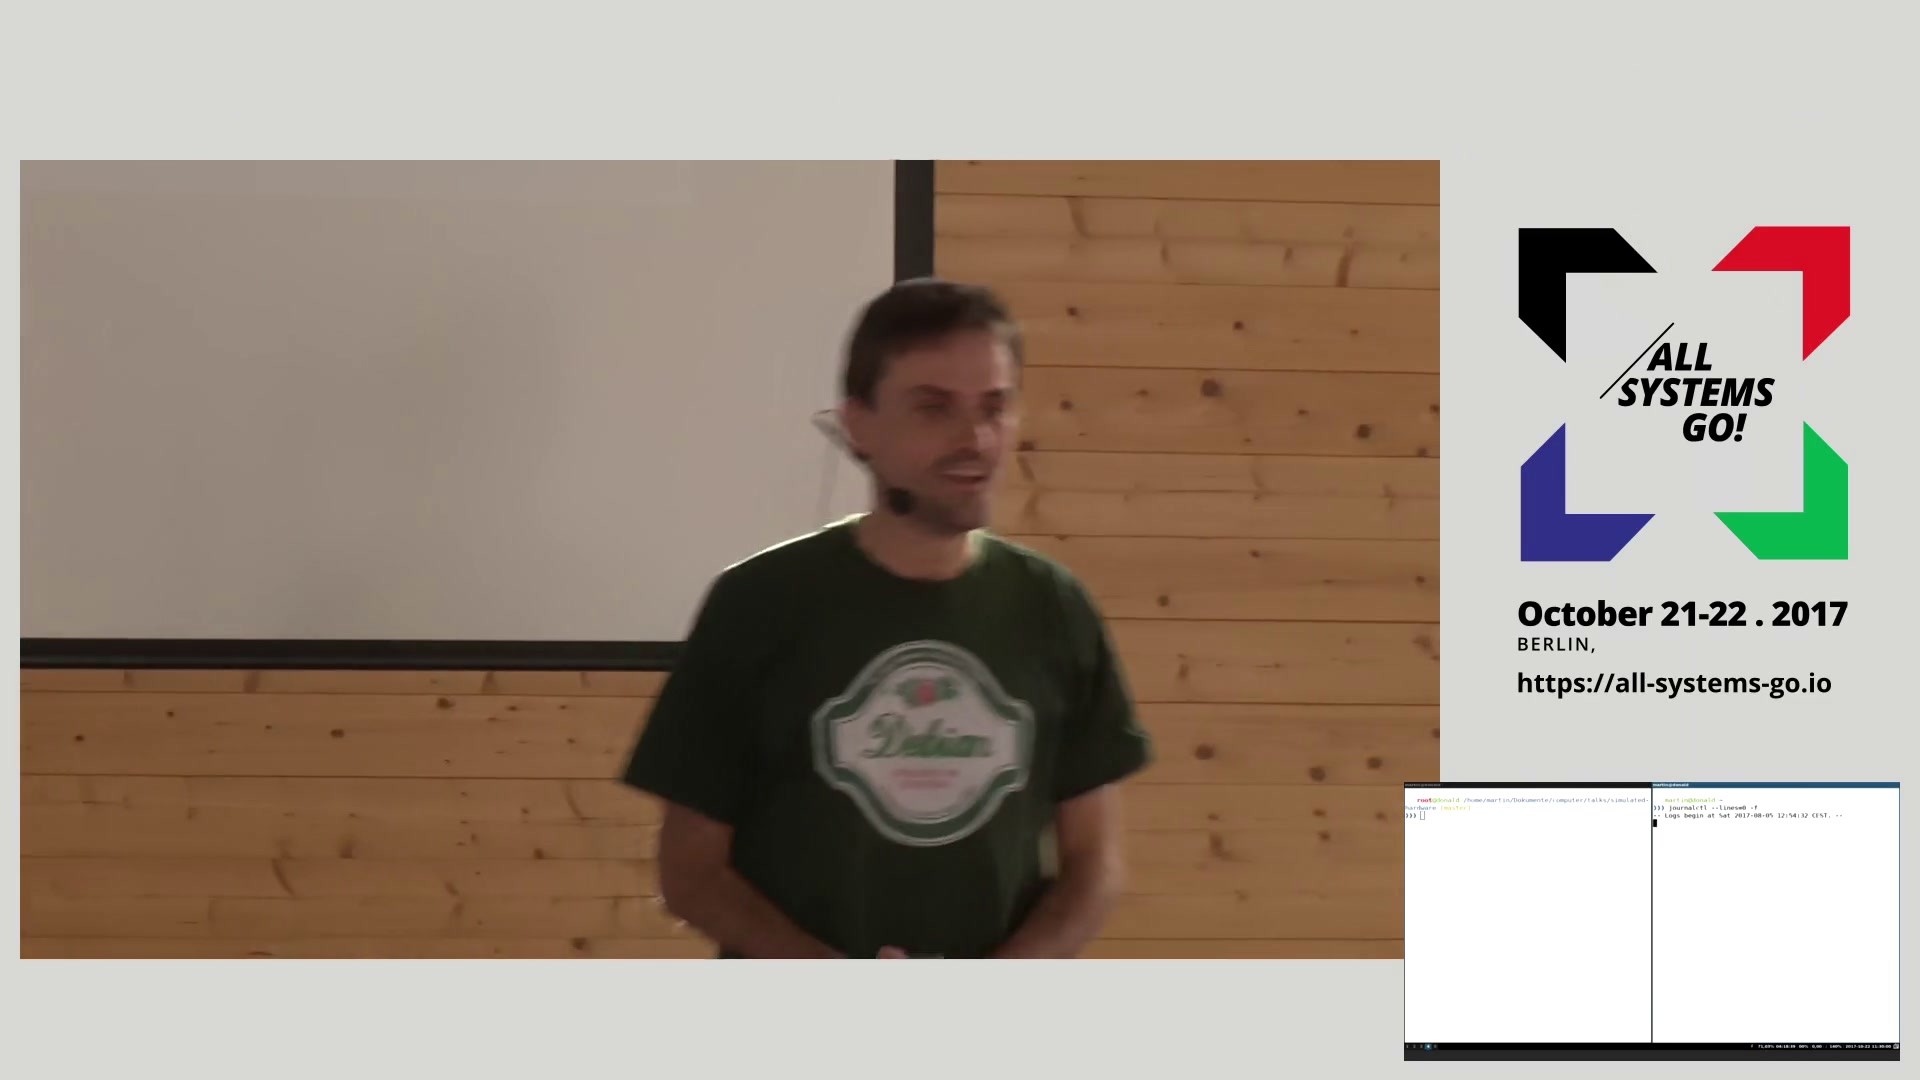 ALL
SYSTEMS
GO!
October 21-22 . 2017
BERLIN,
https://all-systems-go.io
Debian
root@donald /home/martin/Dokumente/computer/talks/simulated-
hardware (master)
)))
martin@donald
martin@donald ~
))) journalctl --lines=0 -f
-- Logs begin at Sat 2017-08-05 12:54:32 CEST. --